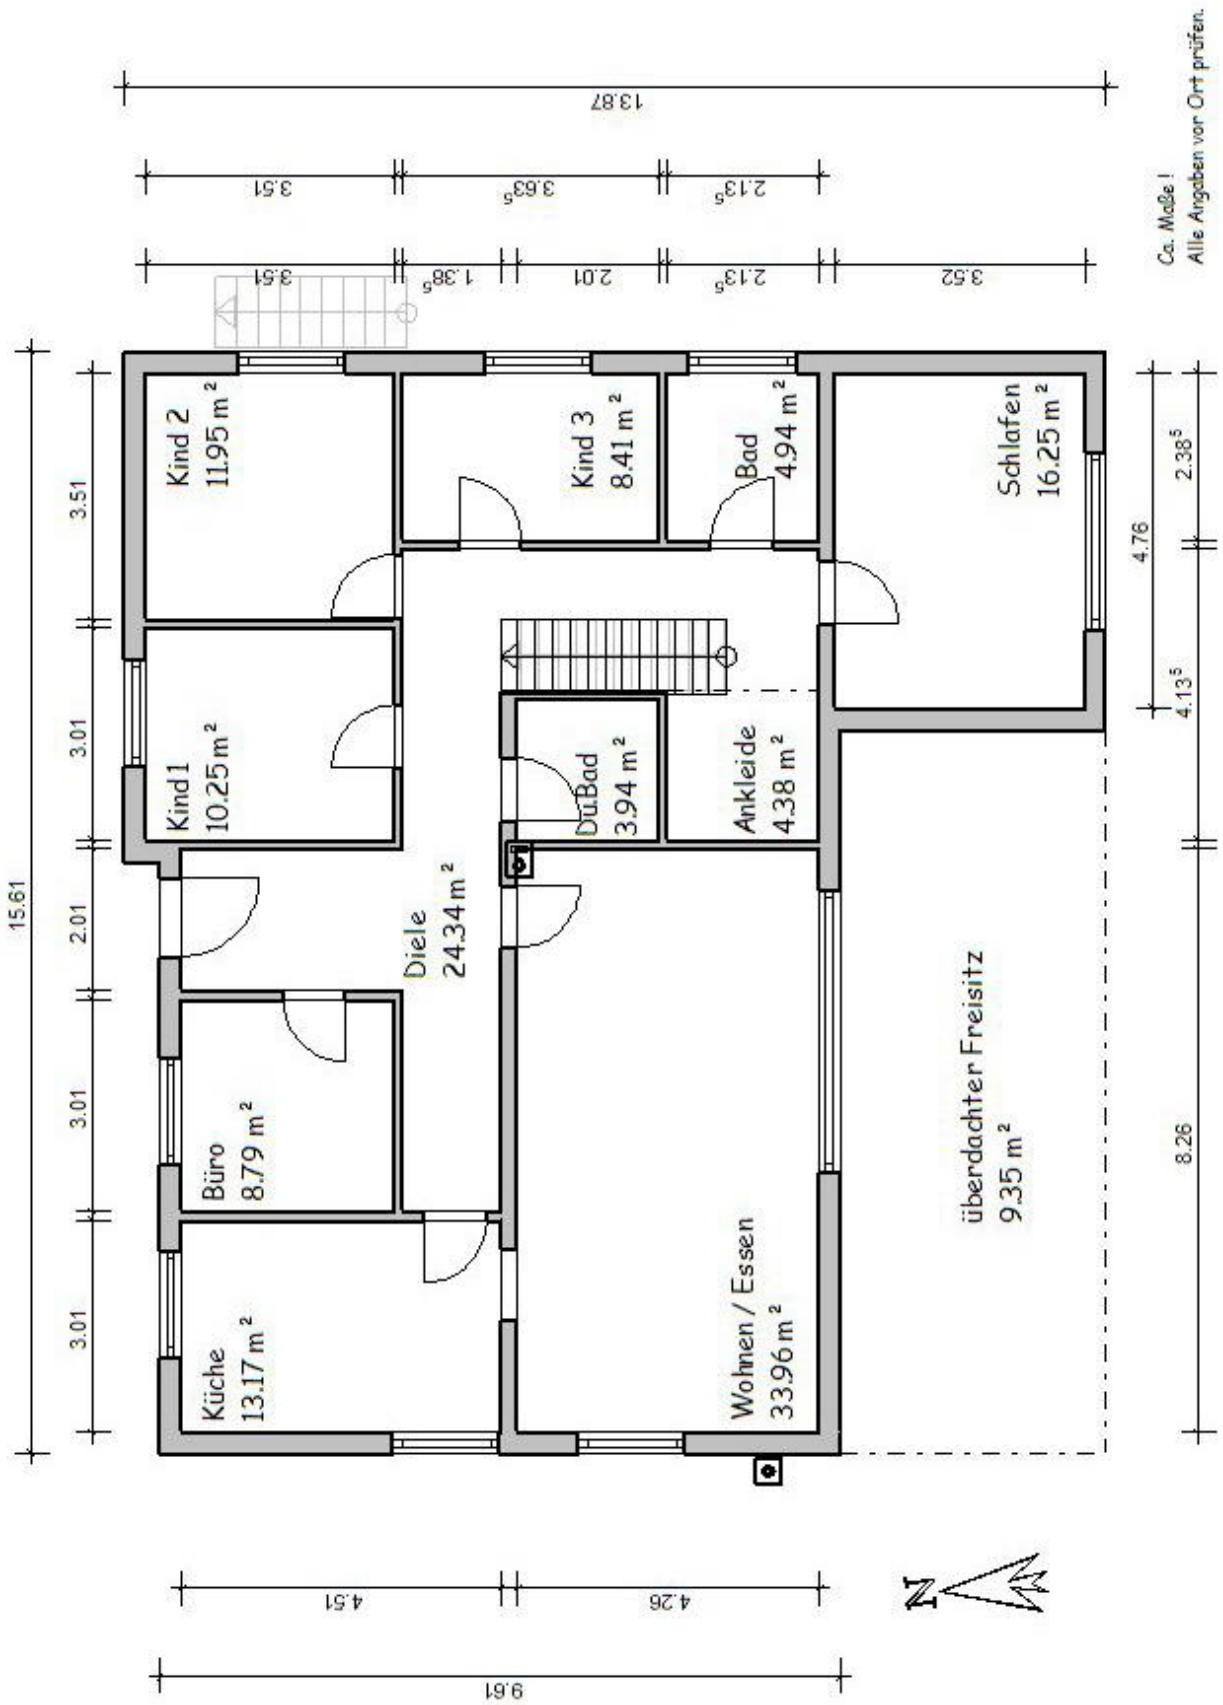 15.61
3.01
3.01
2.01
3.01
3.51
Küche
13.17 m²
Büro
8.79 m²
Diele
24.34 m²
Kind1
10.25 m²
Kind 2
11.95 m²
Kind 3
8.41 m²
Bad
4.94 m²
Du.Bad
3.94 m²
Ankleide
4.38 m²
Wohnen / Essen
33.96 m²
Schlafen
16.25 m²
überdachter Freisitz
9.35 m²
9.61
4.51
4.26
N
3.51
1.38⁵
2.01
2.13⁵
3.52
3.51
3.63⁵
2.13⁵
13.87
4.76
8.26
4.13⁵
2.38⁵
Ca. Maße !
Alle Angaben vor Ort prüfen.